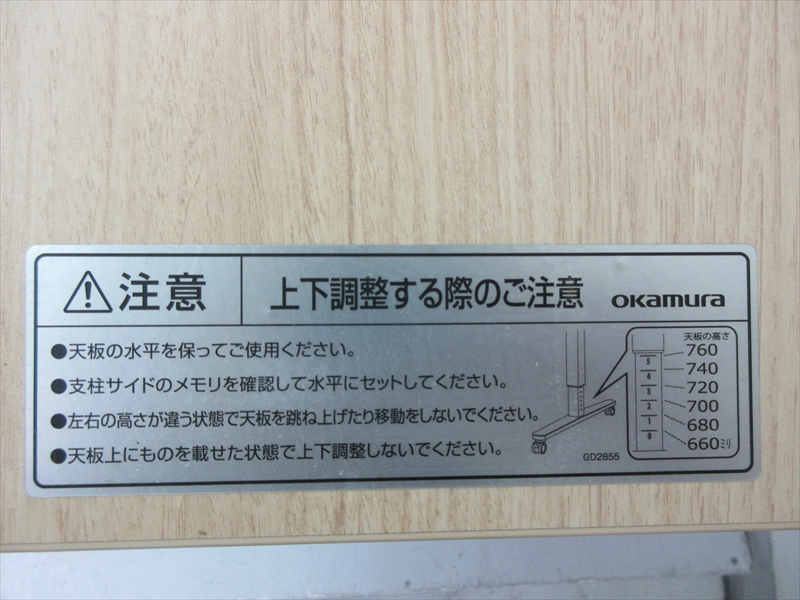 注意
上下調整する際のご注意
okamura
●天板の水平を保ってご使用ください。
●支柱サイドのメモリを確認して水平にセットしてください。
●左右の高さが違う状態で天板を跳ね上げたり移動をしないでください。
●天板上にものを載せた状態で上下調整しないでください。
GD2855
天板の高さ
5 760
4 740
3 720
2 700
1 680
0 660ミリ